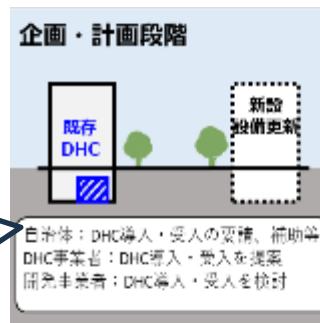 企画・計画段階
既存
DHC
新設
設備更新
自治体：DHC導入・受入の要請、補助等
DHC事業者：DHC導入・受入を提案
開発事業者：DHC導入・受入を検討